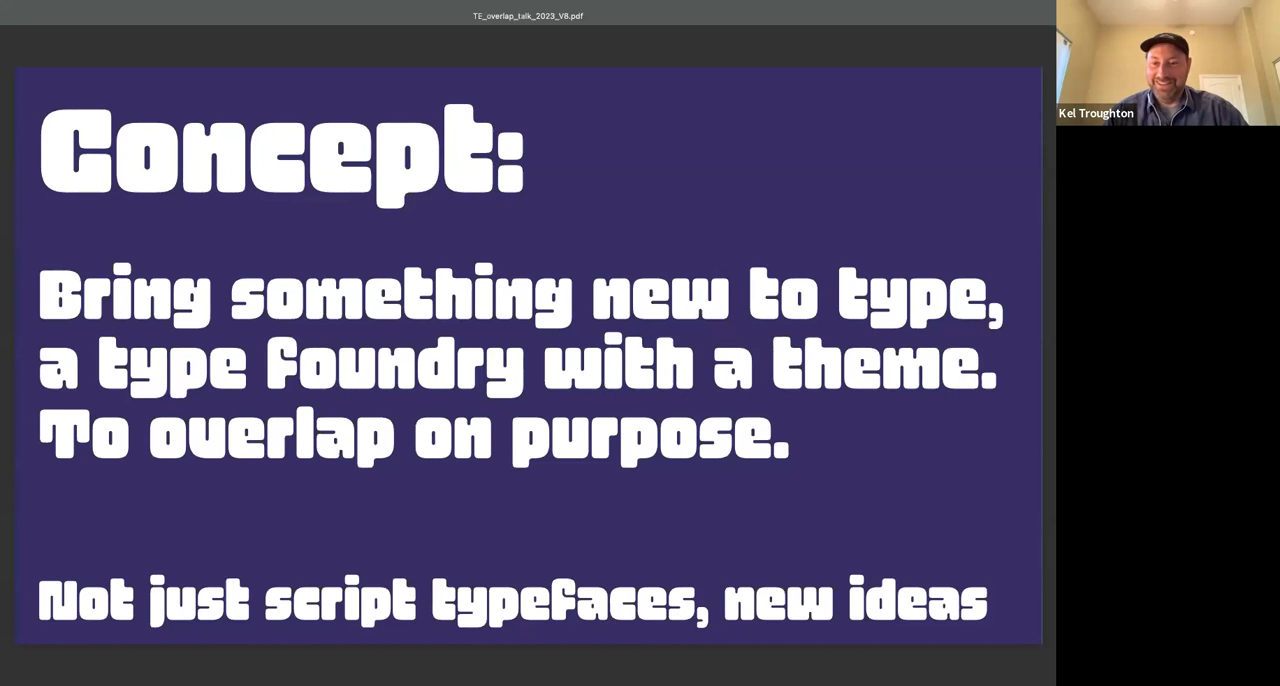 TE_overlap_talk_2023_V8.pdf
Kel Troughton
Concept:
Bring something new to type,
a type foundry with a theme.
To overlap on purpose.
Not just script typefaces, new ideas